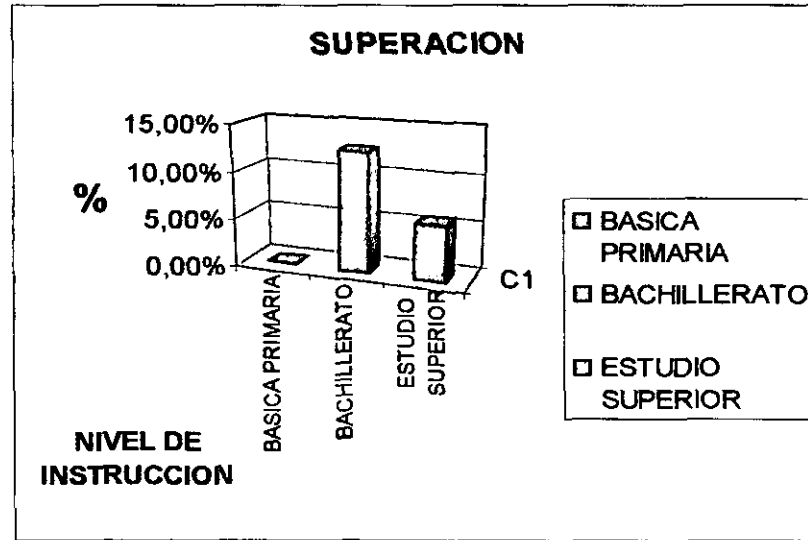 SUPERACION
15,00%
10,00%
5,00%
0,00%
%
C1
BASICA PRIMARIA
BACHILLERATO
ESTUDIO
SUPERIOR
NIVEL DE
INSTRUCCION
BASICA
PRIMARIA
BACHILLERATO
ESTUDIO
SUPERIOR